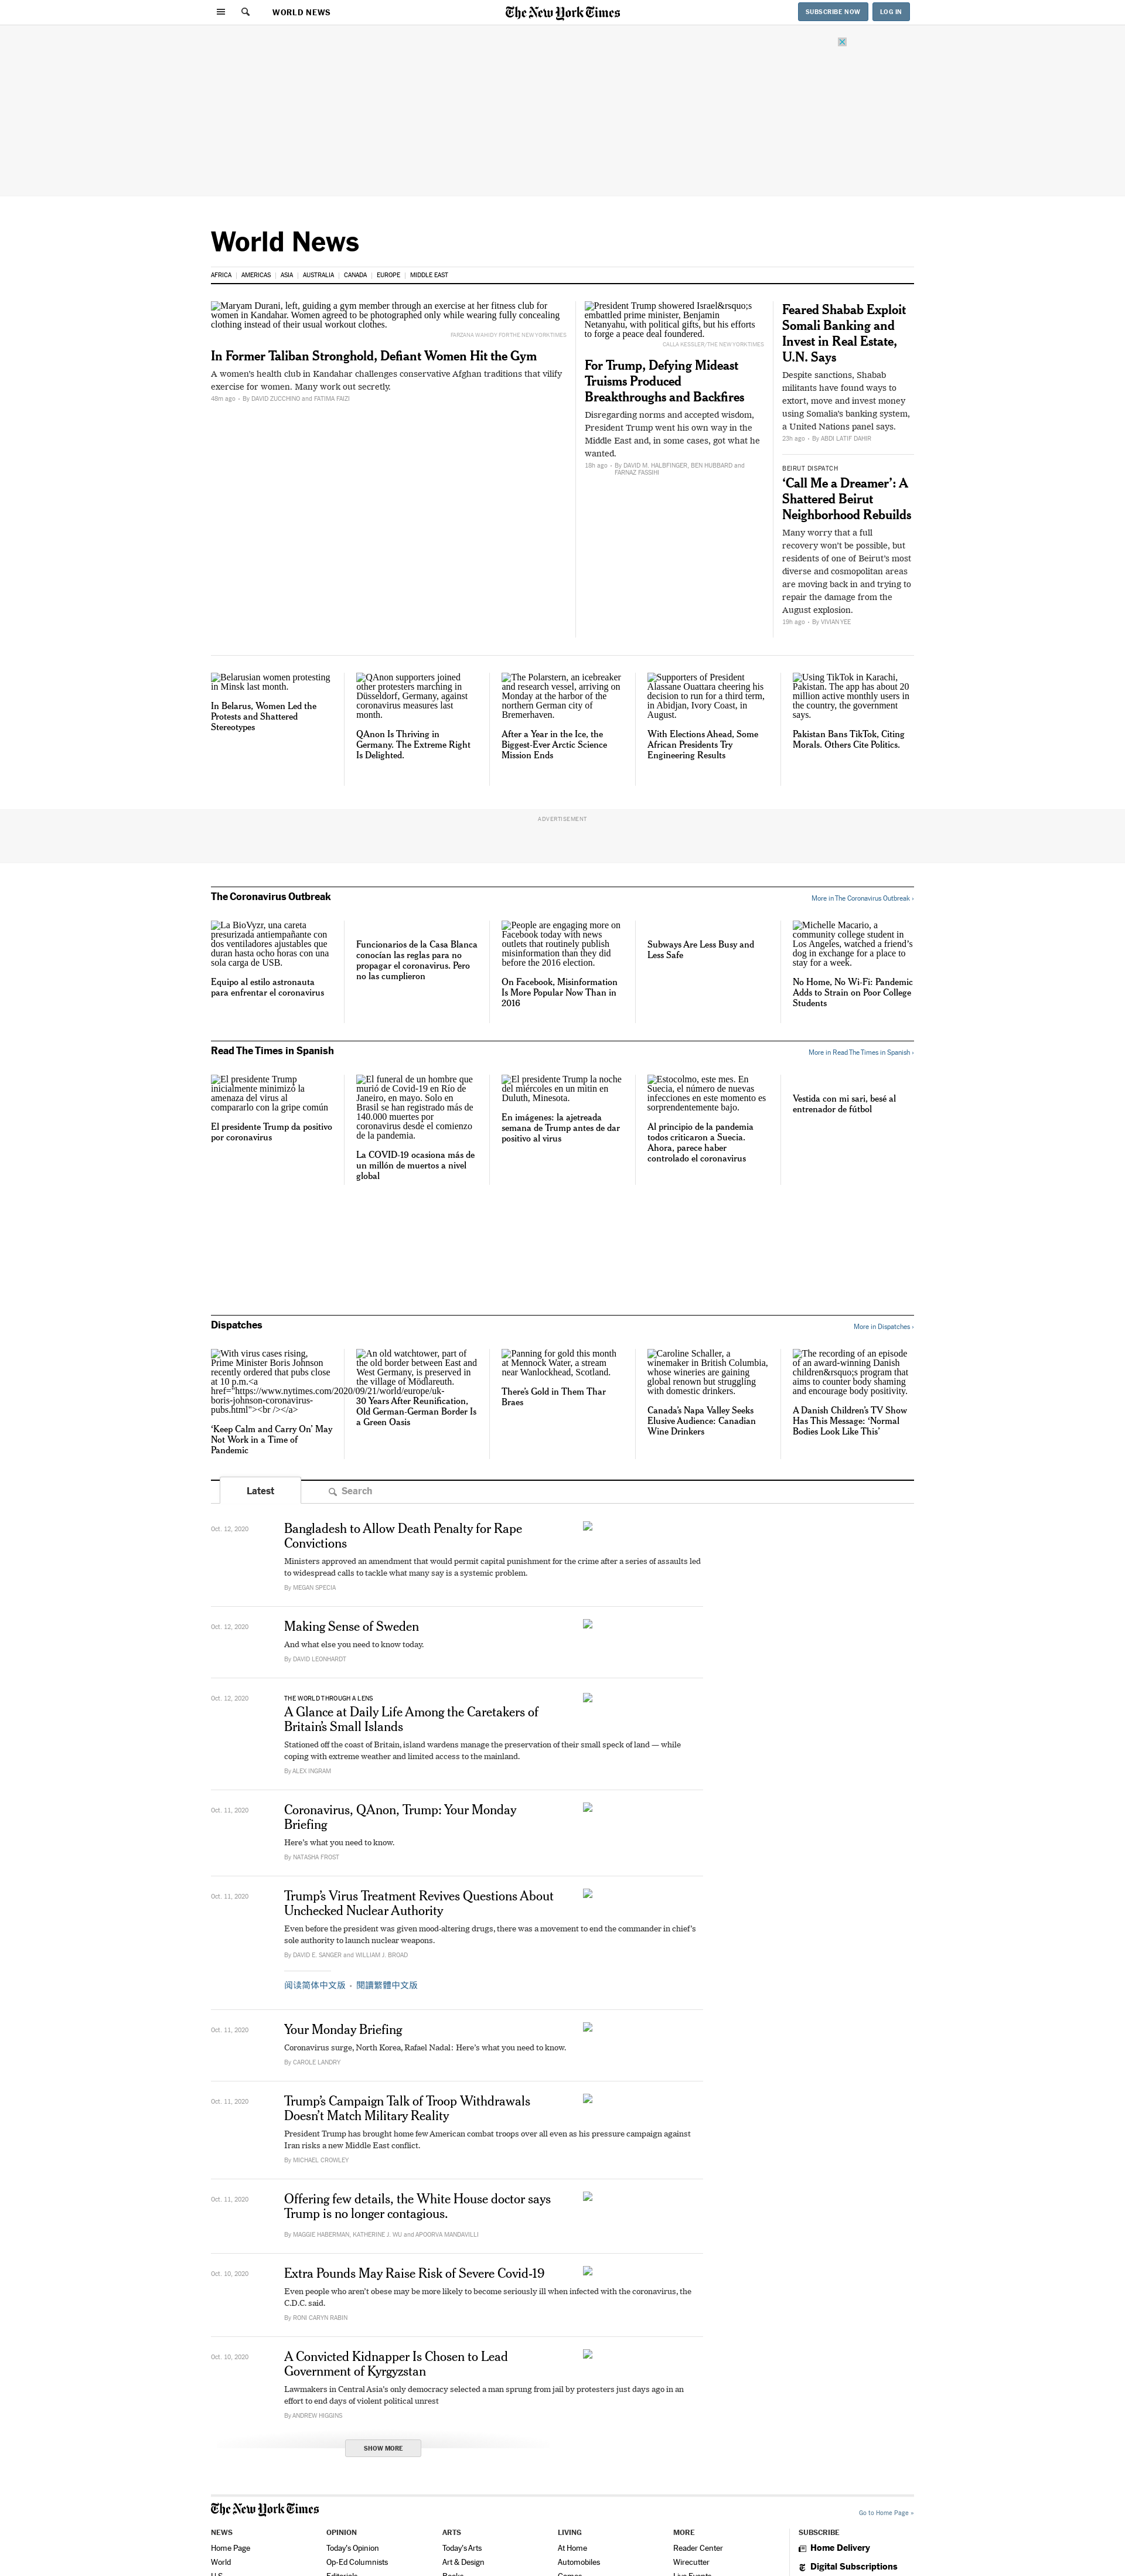 WORLD NEWS
The New York Times
SUBSCRIBE NOW
LOG IN
World News
AFRICA
AMERICAS
ASIA
AUSTRALIA
CANADA
EUROPE
MIDDLE EAST
Maryam Durani, left, guiding a gym member through an exercise at her fitness club for
women in Kandahar. Women agreed to be photographed only while wearing fully concealing
clothing instead of their usual workout clothes.
FARZANA WAHIDY FOR THE NEW YORK TIMES
In Former Taliban Stronghold, Defiant Women Hit the Gym
A women's health club in Kandahar challenges conservative Afghan traditions that vilify
exercise for women. Many work out secretly.
48m ago
By DAVID ZUCCHINO and FATIMA FAIZI
President Trump showered Israel&rsquo;s
embattled prime minister, Benjamin
Netanyahu, with political gifts, but his efforts
to forge a peace deal foundered.
CALLA KESSLER/THE NEW YORK TIMES
For Trump, Defying Mideast
Truisms Produced
Breakthroughs and Backfires
Disregarding norms and accepted wisdom,
President Trump went his own way in the
Middle East and, in some cases, got what he
wanted.
18h ago
By DAVID M. HALBFINGER, BEN HUBBARD and
FARNAZ FASSIHI
Feared Shabab Exploit
Somali Banking and
Invest in Real Estate,
U.N. Says
Despite sanctions, Shabab
militants have found ways to
extort, move and invest money
using Somalia's banking system,
a United Nations panel says.
23h ago
By ABDI LATIF DAHIR
BEIRUT DISPATCH
‘Call Me a Dreamer’: A
Shattered Beirut
Neighborhood Rebuilds
Many worry that a full
recovery won't be possible, but
residents of one of Beirut's most
diverse and cosmopolitan areas
are moving back in and trying to
repair the damage from the
August explosion.
19h ago
By VIVIAN YEE
Belarusian women protesting
in Minsk last month.
In Belarus, Women Led the
Protests and Shattered
Stereotypes
QAnon supporters joined
other protesters marching in
Düsseldorf, Germany, against
coronavirus measures last
month.
QAnon Is Thriving in
Germany. The Extreme Right
Is Delighted.
The Polarstern, an icebreaker
and research vessel, arriving on
Monday at the harbor of the
northern German city of
Bremerhaven.
After a Year in the Ice, the
Biggest-Ever Arctic Science
Mission Ends
Supporters of President
Alassane Ouattara cheering his
decision to run for a third term,
in Abidjan, Ivory Coast, in
August.
With Elections Ahead, Some
African Presidents Try
Engineering Results
Using TikTok in Karachi,
Pakistan. The app has about 20
million active monthly users in
the country, the government
says.
Pakistan Bans TikTok, Citing
Morals. Others Cite Politics.
ADVERTISEMENT
The Coronavirus Outbreak
More in The Coronavirus Outbreak ›
La BioVyzr, una careta
presurizada antiempañante con
dos ventiladores ajustables que
duran hasta ocho horas con una
sola carga de USB.
Equipo al estilo astronauta
para enfrentar el coronavirus
Funcionarios de la Casa Blanca
conocían las reglas para no
propagar el coronavirus. Pero
no las cumplieron
People are engaging more on
Facebook today with news
outlets that routinely publish
misinformation than they did
before the 2016 election.
On Facebook, Misinformation
Is More Popular Now Than in
2016
Subways Are Less Busy and
Less Safe
Michelle Macario, a
community college student in
Los Angeles, watched a friend’s
dog in exchange for a place to
stay for a week.
No Home, No Wi-Fi: Pandemic
Adds to Strain on Poor College
Students
Read The Times in Spanish
More in Read The Times in Spanish ›
El presidente Trump
inicialmente minimizó la
amenaza del virus al
compararlo con la gripe común
El presidente Trump da positivo
por coronavirus
El funeral de un hombre que
murió de Covid-19 en Río de
Janeiro, en mayo. Solo en
Brasil se han registrado más de
140.000 muertes por
coronavirus desde el comienzo
de la pandemia.
La COVID-19 ocasiona más de
un millón de muertos a nivel
global
El presidente Trump la noche
del miércoles en un mitin en
Duluth, Minesota.
En imágenes: la ajetreada
semana de Trump antes de dar
positivo al virus
Estocolmo, este mes. En
Suecia, el número de nuevas
infecciones en este momento es
sorprendentemente bajo.
Al principio de la pandemia
todos criticaron a Suecia.
Ahora, parece haber
controlado el coronavirus
Vestida con mi sari, besé al
entrenador de fútbol
Dispatches
More in Dispatches ›
With virus cases rising,
Prime Minister Boris Johnson
recently ordered that pubs close
at 10 p.m.<a
href="https://www.nytimes.com/2020/09/21/world/europe/uk-
boris-johnson-coronavirus-
pubs.html"><br /></a>
‘Keep Calm and Carry On’ May
Not Work in a Time of
Pandemic
An old watchtower, part of
the old border between East and
West Germany, is preserved in
the village of Mödlareuth.
30 Years After Reunification,
Old German-German Border Is
a Green Oasis
Panning for gold this month
at Mennock Water, a stream
near Wanlockhead, Scotland.
There’s Gold in Them Thar
Braes
Caroline Schaller, a
winemaker in British Columbia,
whose wineries are gaining
global renown but struggling
with domestic drinkers.
Canada’s Napa Valley Seeks
Elusive Audience: Canadian
Wine Drinkers
The recording of an episode
of an award-winning Danish
children&rsquo;s program that
aims to counter body shaming
and encourage body positivity.
A Danish Children’s TV Show
Has This Message: ‘Normal
Bodies Look Like This’
Latest
Search
Oct. 12, 2020
Bangladesh to Allow Death Penalty for Rape
Convictions
Ministers approved an amendment that would permit capital punishment for the crime after a series of assaults led
to widespread calls to tackle what many say is a systemic problem.
By MEGAN SPECIA
Oct. 12, 2020
Making Sense of Sweden
And what else you need to know today.
By DAVID LEONHARDT
Oct. 12, 2020
THE WORLD THROUGH A LENS
A Glance at Daily Life Among the Caretakers of
Britain’s Small Islands
Stationed off the coast of Britain, island wardens manage the preservation of their small speck of land — while
coping with extreme weather and limited access to the mainland.
By ALEX INGRAM
Oct. 11, 2020
Coronavirus, QAnon, Trump: Your Monday
Briefing
Here’s what you need to know.
By NATASHA FROST
Oct. 11, 2020
Trump’s Virus Treatment Revives Questions About
Unchecked Nuclear Authority
Even before the president was given mood-altering drugs, there was a movement to end the commander in chief’s
sole authority to launch nuclear weapons.
By DAVID E. SANGER and WILLIAM J. BROAD
阅读简体中文版 • 閱讀繁體中文版
Oct. 11, 2020
Your Monday Briefing
Coronavirus surge, North Korea, Rafael Nadal: Here’s what you need to know.
By CAROLE LANDRY
Oct. 11, 2020
Trump’s Campaign Talk of Troop Withdrawals
Doesn’t Match Military Reality
President Trump has brought home few American combat troops over all even as his pressure campaign against
Iran risks a new Middle East conflict.
By MICHAEL CROWLEY
Oct. 11, 2020
Offering few details, the White House doctor says
Trump is no longer contagious.
By MAGGIE HABERMAN, KATHERINE J. WU and APOORVA MANDAVILLI
Oct. 10, 2020
Extra Pounds May Raise Risk of Severe Covid-19
Even people who aren’t obese may be more likely to become seriously ill when infected with the coronavirus, the
C.D.C. said.
By RONI CARYN RABIN
Oct. 10, 2020
A Convicted Kidnapper Is Chosen to Lead
Government of Kyrgyzstan
Lawmakers in Central Asia’s only democracy selected a man sprung from jail by protesters just days ago in an
effort to end days of violent political unrest
By ANDREW HIGGINS
SHOW MORE
The New York Times
Go to Home Page »
NEWS
Home Page
World
U.S.
OPINION
Today's Opinion
Op-Ed Columnists
Editorials
ARTS
Today's Arts
Art & Design
Books
LIVING
At Home
Automobiles
Games
MORE
Reader Center
Wirecutter
Live Events
SUBSCRIBE
Home Delivery
Digital Subscriptions